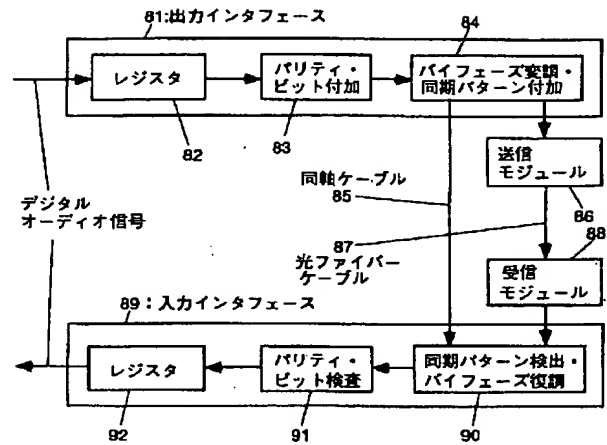 81:出力インタフェース
84
レジスタ
パリティ・
ビット付加
バイフェーズ変調・
同期パターン付加
82
83
送信
モジュール
同軸ケーブル
85
86
デジタル
オーディオ信号
87
光ファイバー
ケーブル
88
受信
モジュール
89:入力インタフェース
レジスタ
パリティ・
ビット検査
同期パターン検出・
バイフェーズ復調
92
91
90